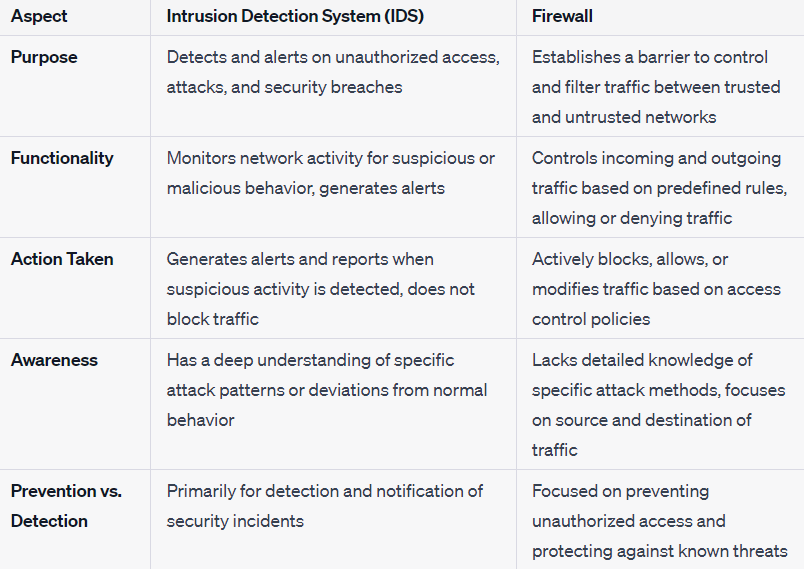 Aspect
Intrusion Detection System (IDS)
Firewall
Purpose
Detects and alerts on unauthorized access,
attacks, and security breaches
Establishes a barrier to control
and filter traffic between trusted
and untrusted networks
Functionality
Monitors network activity for suspicious or
malicious behavior, generates alerts
Controls incoming and outgoing
traffic based on predefined rules,
allowing or denying traffic
Action Taken
Generates alerts and reports when
suspicious activity is detected, does not
block traffic
Actively blocks, allows, or
modifies traffic based on access
control policies
Awareness
Has a deep understanding of specific
attack patterns or deviations from normal
behavior
Lacks detailed knowledge of
specific attack methods, focuses
on source and destination of
traffic
Prevention vs.
Detection
Primarily for detection and notification of
security incidents
Focused on preventing
unauthorized access and
protecting against known threats